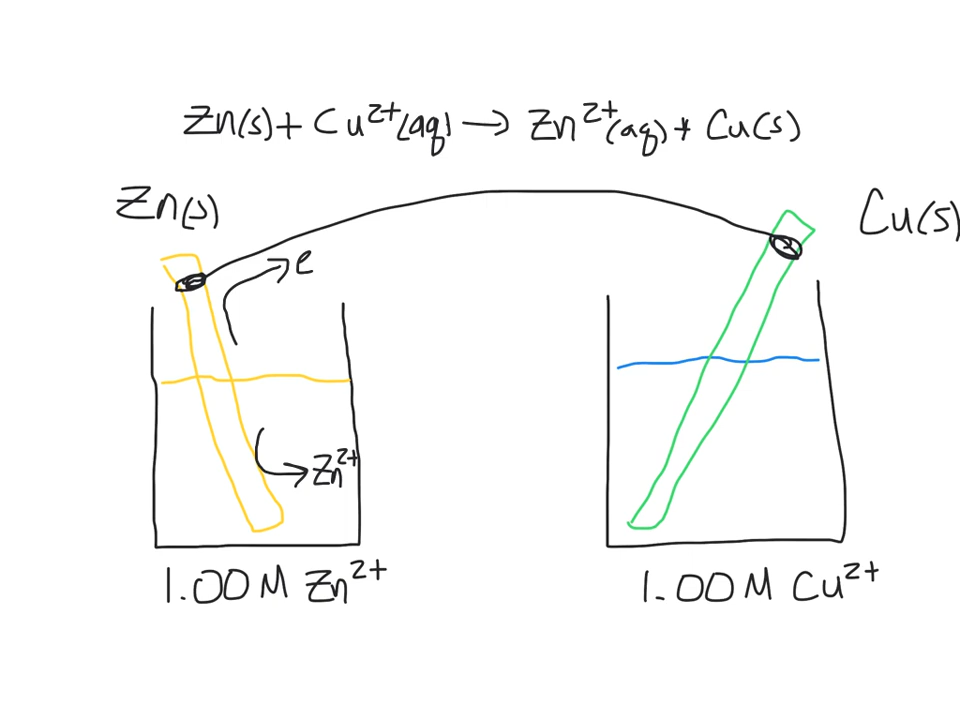 Zn(s) + Cu²⁺(aq) → Zn²⁺(aq) + Cu(s)
Zn(s)
Cu(s)
e
Zn²⁺
1.00 M Zn²⁺
1.00 M Cu²⁺